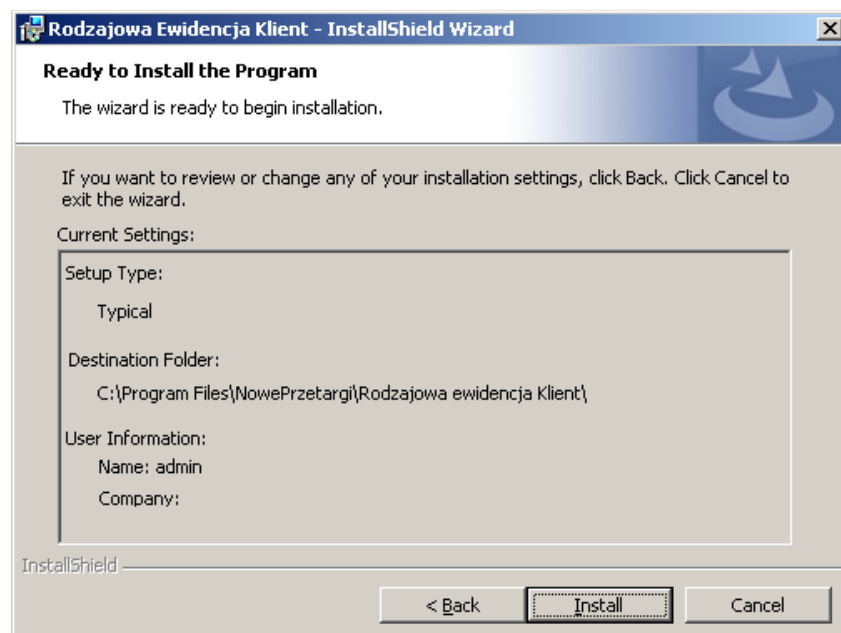 Rodzajowa Ewidencja Klient - InstallShield Wizard
Ready to Install the Program
The wizard is ready to begin installation.
If you want to review or change any of your installation settings, click Back. Click Cancel to
exit the wizard.
Current Settings:
Setup Type:
Typical
Destination Folder:
C:\Program Files\NowePrzetargi\Rodzajowa ewidencja Klient\
User Information:
Name: admin
Company:
InstallShield
< Back
Install
Cancel